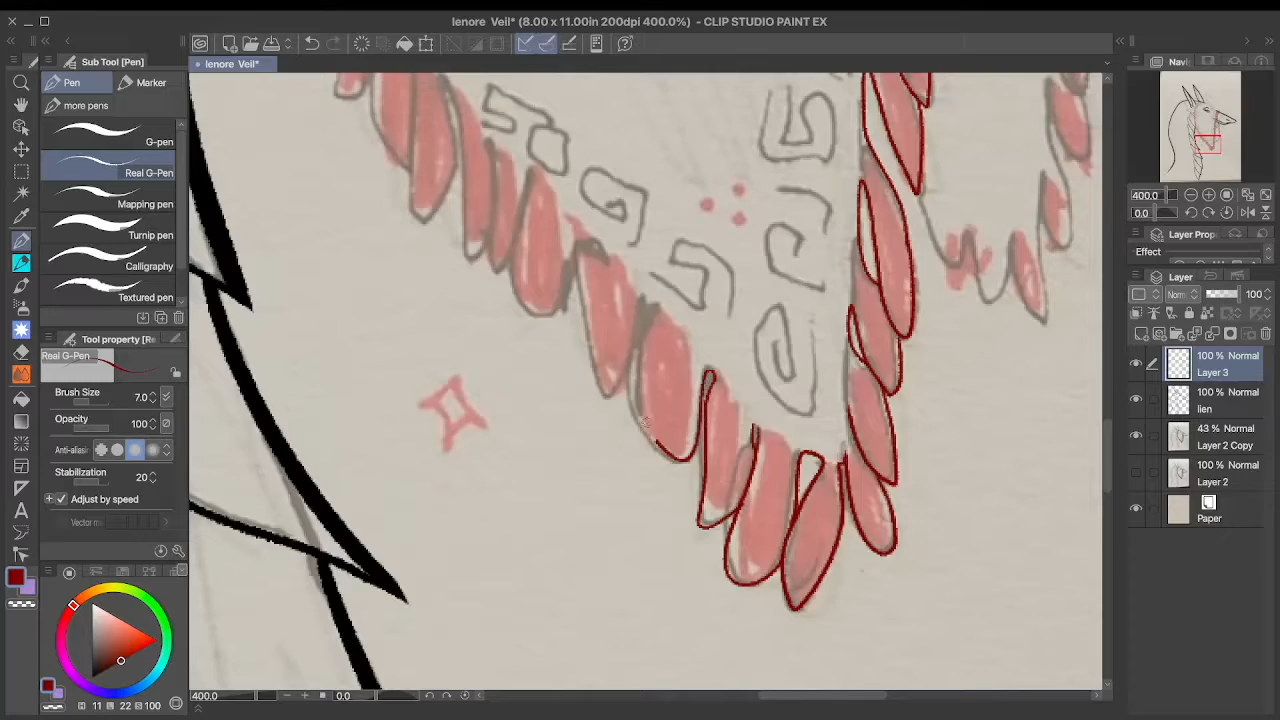 lenore Veil* (8.00 x 11.00in 200dpi 400.0%) - CLIP STUDIO PAINT EX
Sub Tool [Pen]
lenore Veil*
Navi
Pen
Marker
more pens
G-pen
Real G-Pen
Mapping pen
Turnip pen
Calligraphy
Textured pen
Tool property [Re
Real G-Pen
Brush Size
7.0
Opacity
100
Anti-alias
Stabilization
20
Adjust by speed
Vector m
H 11 L 22 S 100
400.0
0.0
400.0
0.0
Layer Prop
Effect
Layer
Norm
100
100 % Normal
Layer 3
100 % Normal
lien
43 % Normal
Layer 2 Copy
100 % Normal
Layer 2
Paper